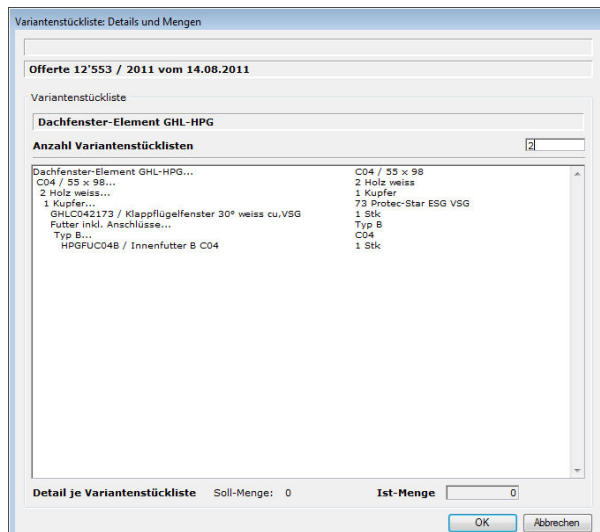 Variantenstückliste: Details und Mengen
Offerte 12'553 / 2011 vom 14.08.2011
Variantenstückliste
Dachfenster-Element GHL-HPG
Anzahl Variantenstücklisten 2
Dachfenster-Element GHL-HPG... C04 / 55 x 98
C04 / 55 x 98... 2 Holz weiss
2 Holz weiss... 1 Kupfer
1 Kupfer... 73 Protec-Star ESG VSG
GHLC042173 / Klappflügelfenster 30° weiss cu,VSG 1 Stk
Futter inkl. Anschlüsse... Typ B
Typ B... C04
HPGFUC04B / Innenfutter B C04 1 Stk
Detail je Variantenstückliste Soll-Menge: 0 Ist-Menge 0
OK Abbrechen